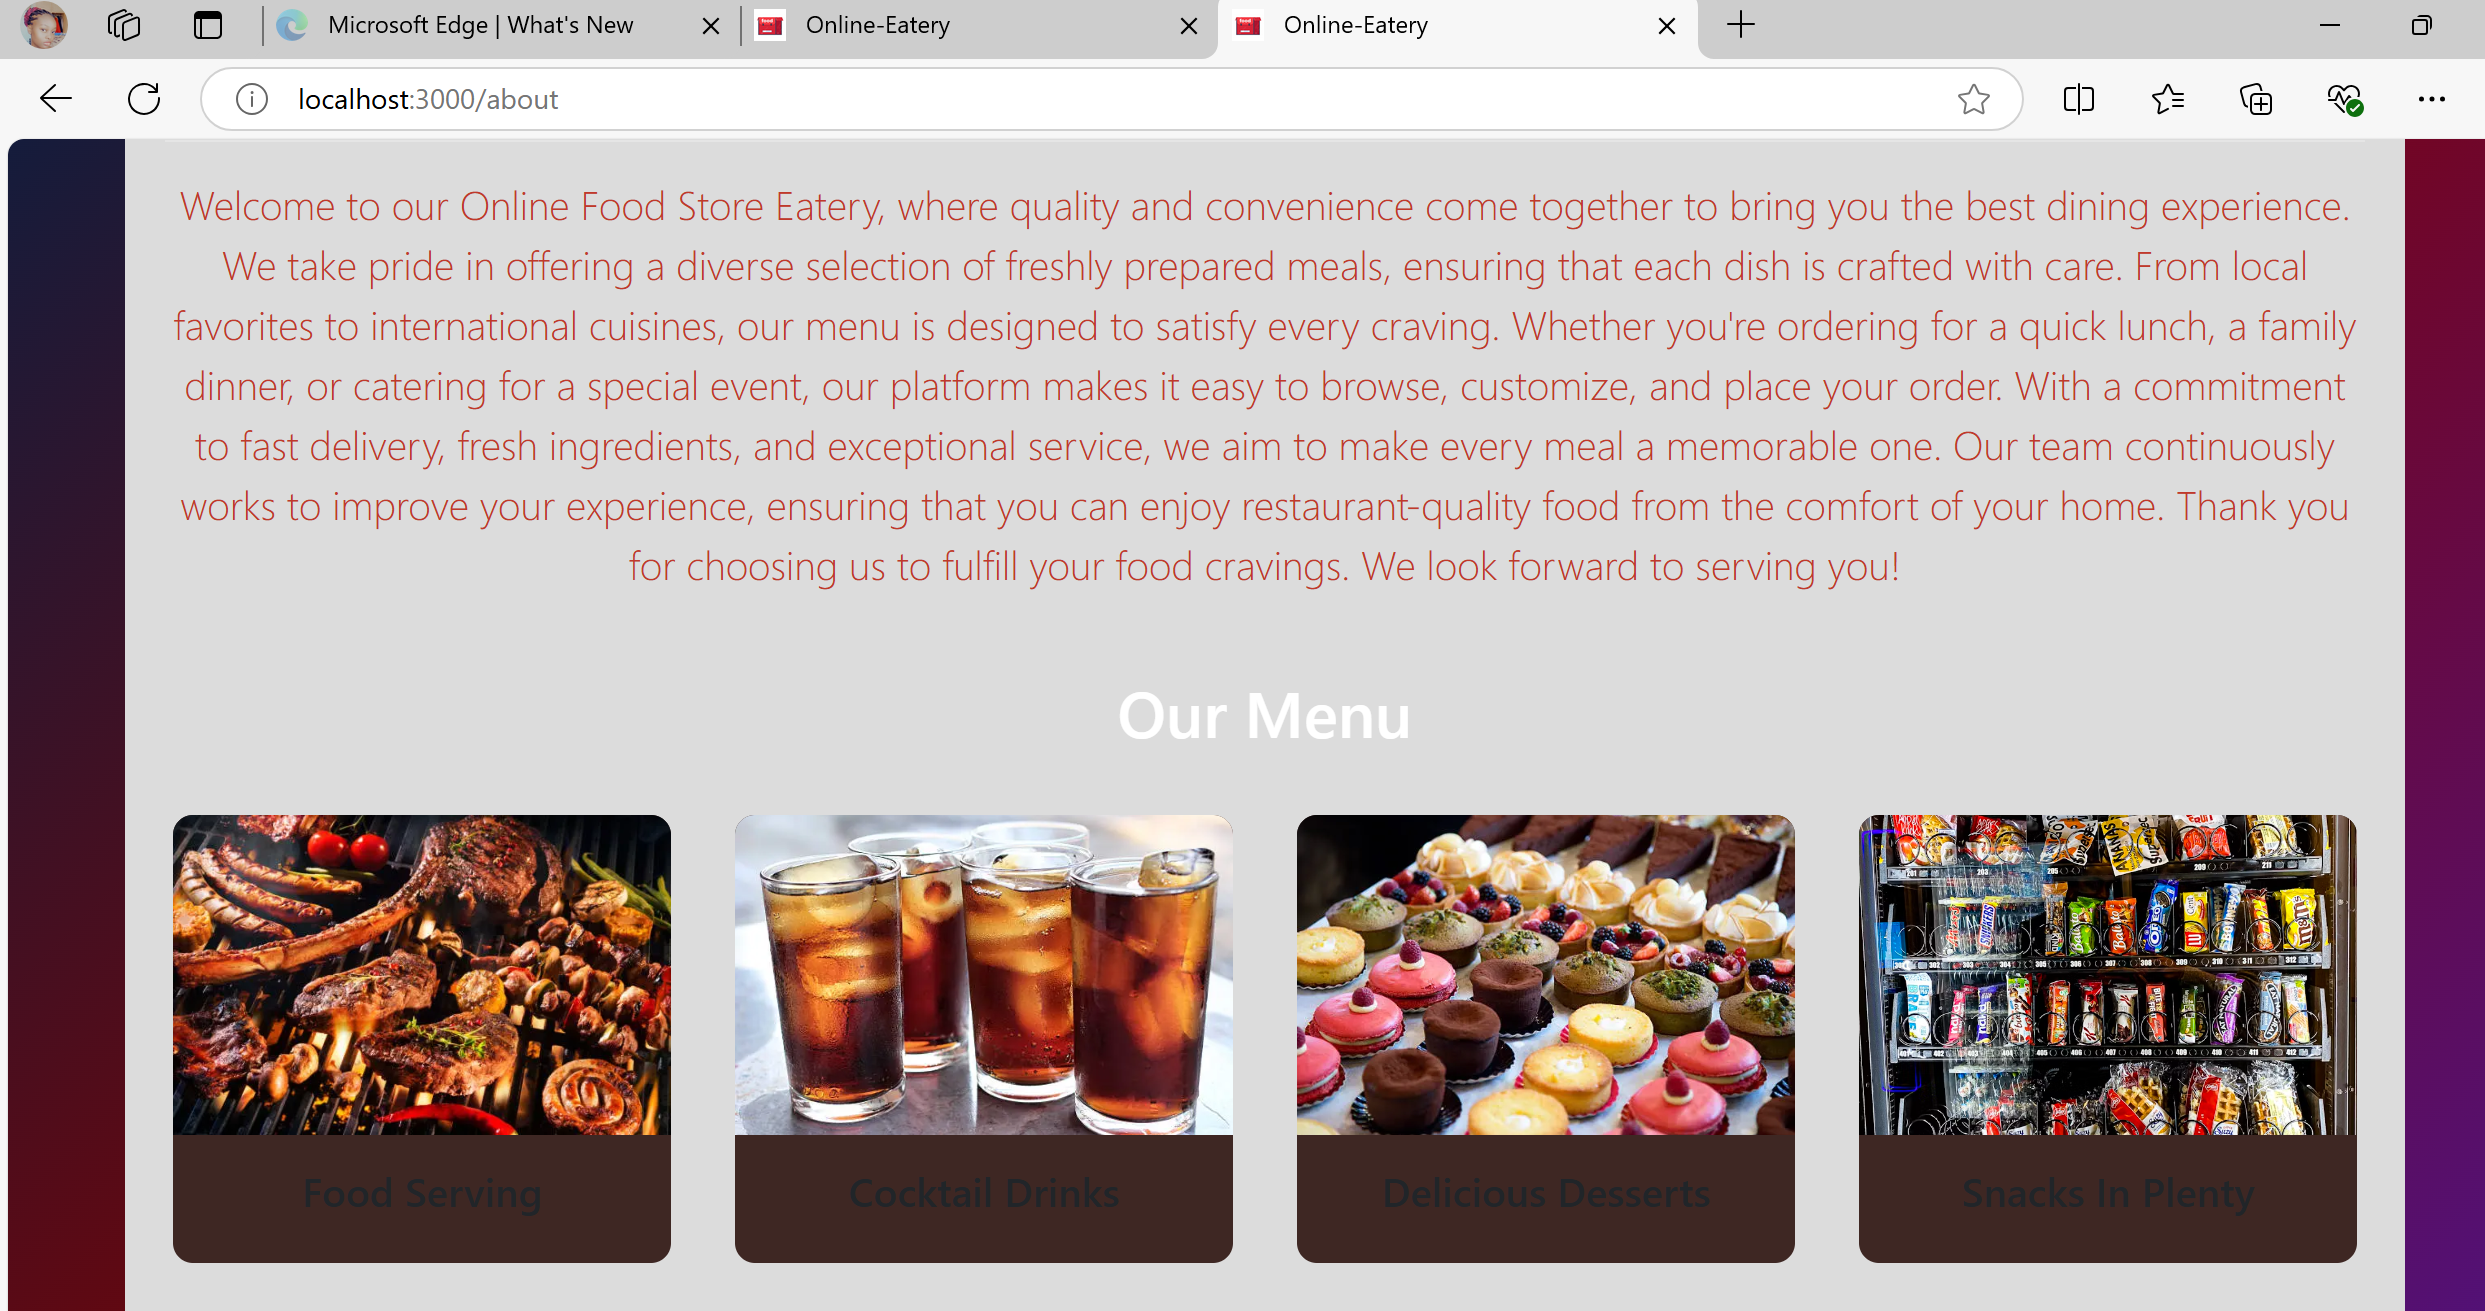 Microsoft Edge | What's New
Online-Eatery
Online-Eatery
localhost:3000/about
Welcome to our Online Food Store Eatery, where quality and convenience come together to bring you the best dining experience.
We take pride in offering a diverse selection of freshly prepared meals, ensuring that each dish is crafted with care. From local
favorites to international cuisines, our menu is designed to satisfy every craving. Whether you're ordering for a quick lunch, a family
dinner, or catering for a special event, our platform makes it easy to browse, customize, and place your order. With a commitment
to fast delivery, fresh ingredients, and exceptional service, we aim to make every meal a memorable one. Our team continuously
works to improve your experience, ensuring that you can enjoy restaurant-quality food from the comfort of your home. Thank you
for choosing us to fulfill your food cravings. We look forward to serving you!
Our Menu
Food Serving
Cocktail Drinks
Delicious Desserts
Snacks In Plenty